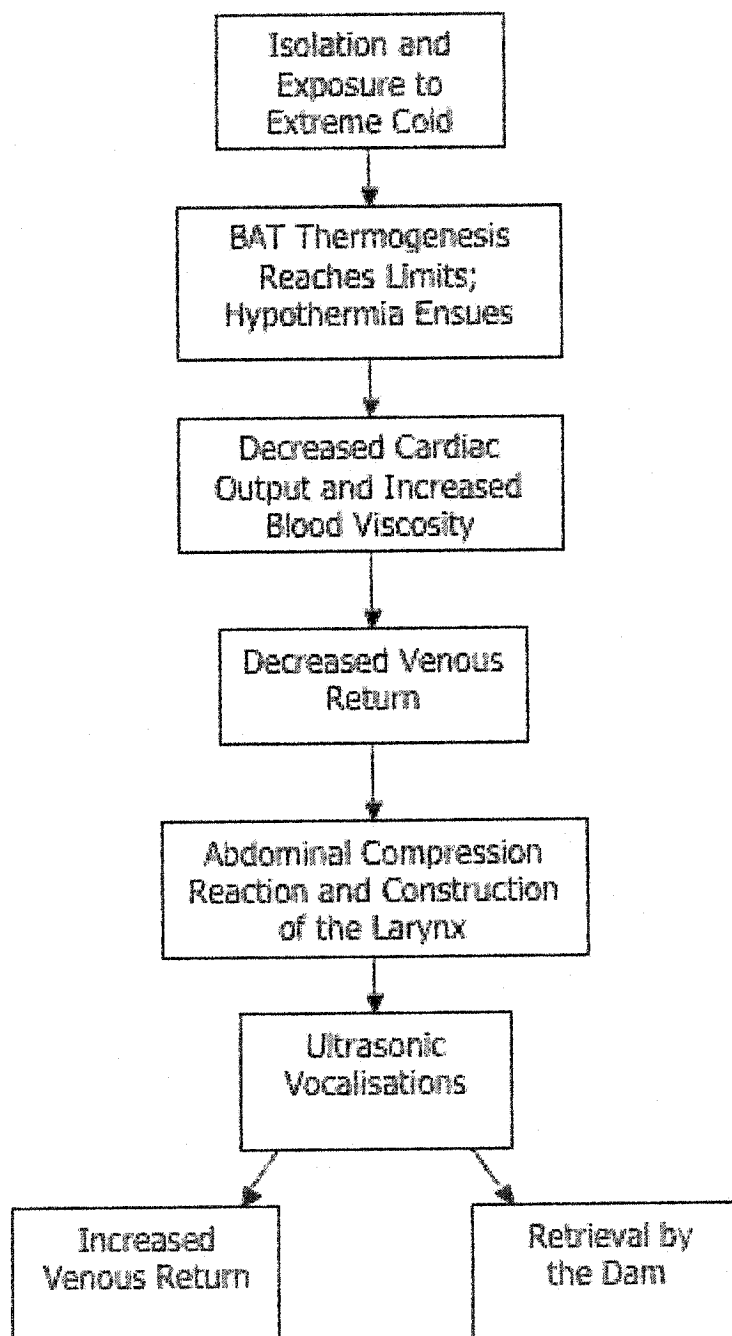 Isolation and
Exposure to
Extreme Cold
BAT Thermogenesis
Reaches Limits;
Hypothermia Ensues
Decreased Cardiac
Output and Increased
Blood Viscosity
Decreased Venous
Return
Abdominal Compression
Reaction and Construction
of the Larynx
Ultrasonic
Vocalisations
Increased
Venous Return
Retrieval by
the Dam